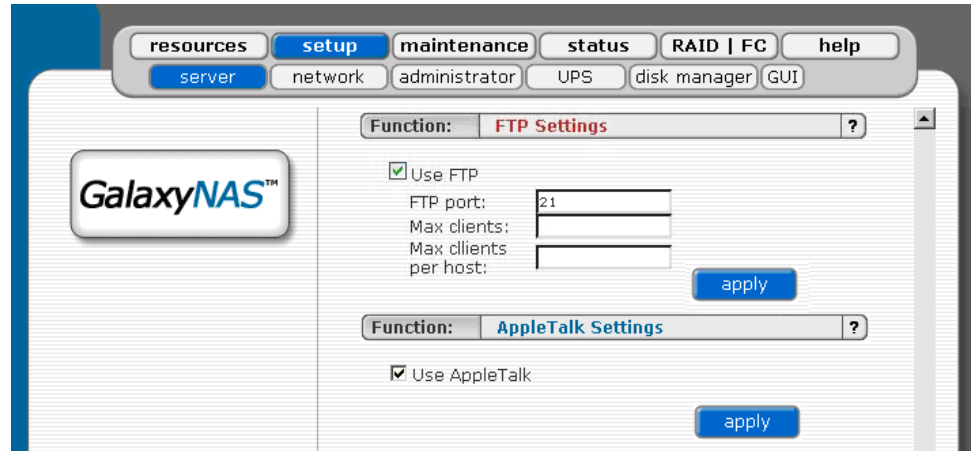 resources setup maintenance status RAID | FC help
server network administrator UPS disk manager GUI
Function: FTP Settings ?
GalaxyNAS™
Use FTP
FTP port: 21
Max clients:
Max cllients
per host:
apply
Function: AppleTalk Settings ?
Use AppleTalk
apply